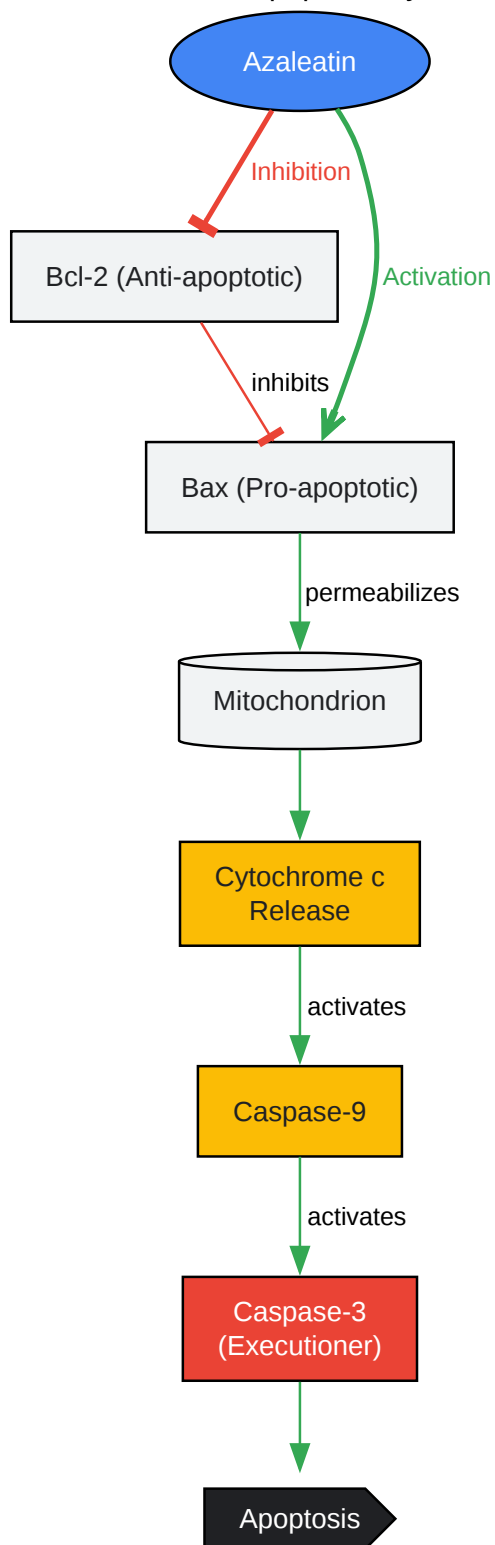 Azaleatin
Inhibition
Activation
Bcl-2 (Anti-apoptotic)
inhibits
Bax (Pro-apoptotic)
permeabilizes
Mitochondrion
Cytochrome c
Release
activates
Caspase-9
activates
Caspase-3
(Executioner)
Apoptosis